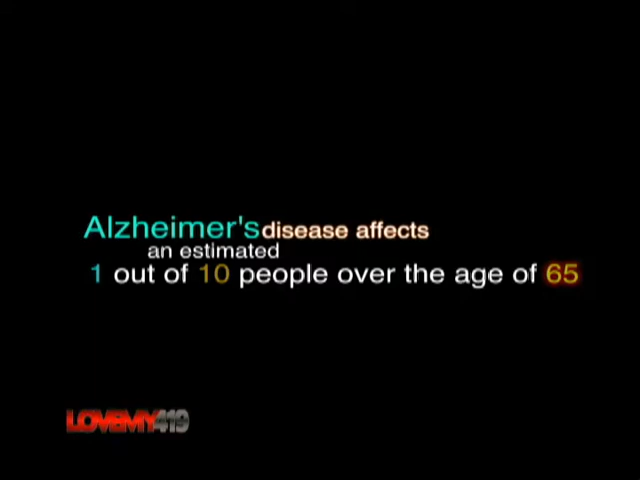 Alzheimer's disease affects
an estimated
1 out of 10 people over the age of 65
LOVEMY419